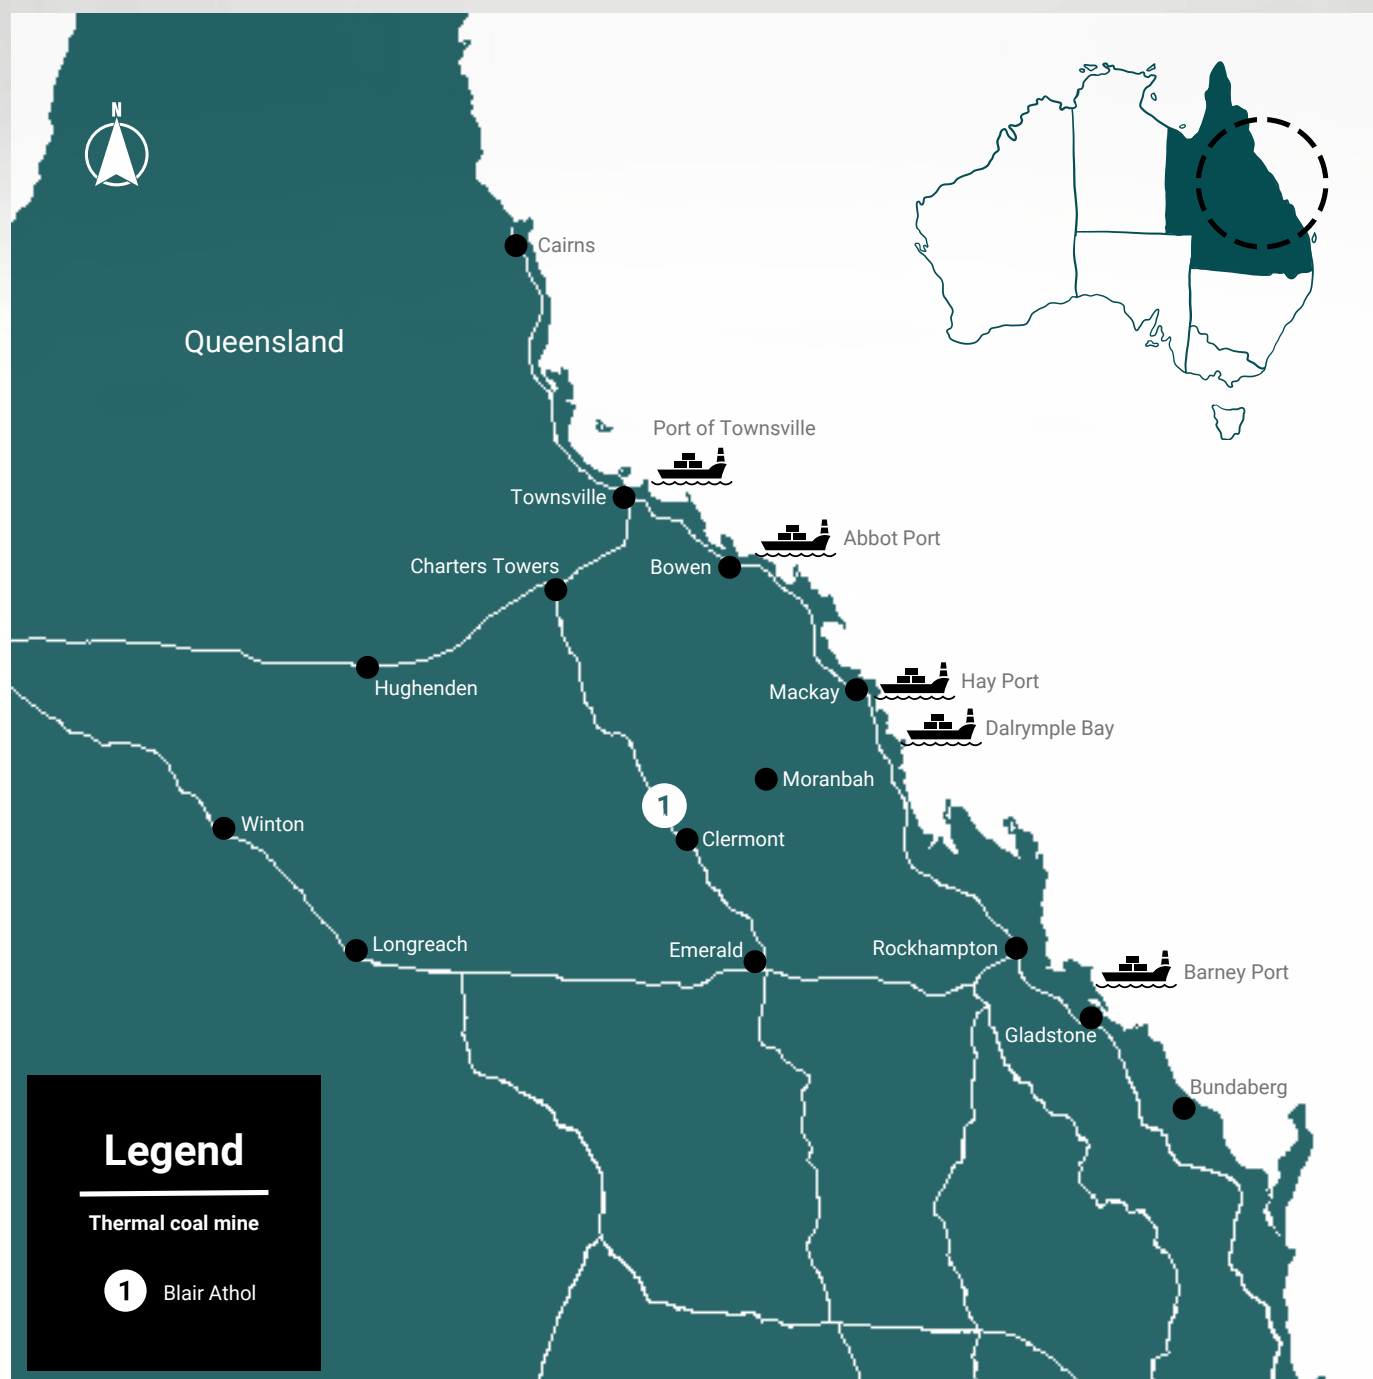 N
Cairns
Queensland
Port of Townsville
Townsville
Abbot Port
Charters Towers
Bowen
Hughenden
Mackay
Hay Port
Dalrymple Bay
Moranbah
1
Winton
Clermont
Longreach
Emerald
Rockhampton
Barney Port
Gladstone
Bundaberg
Legend
Thermal coal mine
1 Blair Athol